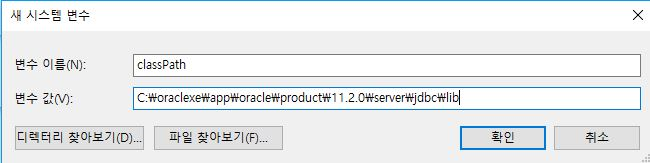 새 시스템 변수
변수 이름(N):
classPath
변수 값(V):
C:₩oraclexe₩app₩oracle₩product₩11.2.0₩server₩jdbc₩lib
디렉터리 찾아보기(D)...
파일 찾아보기(F)...
확인
취소